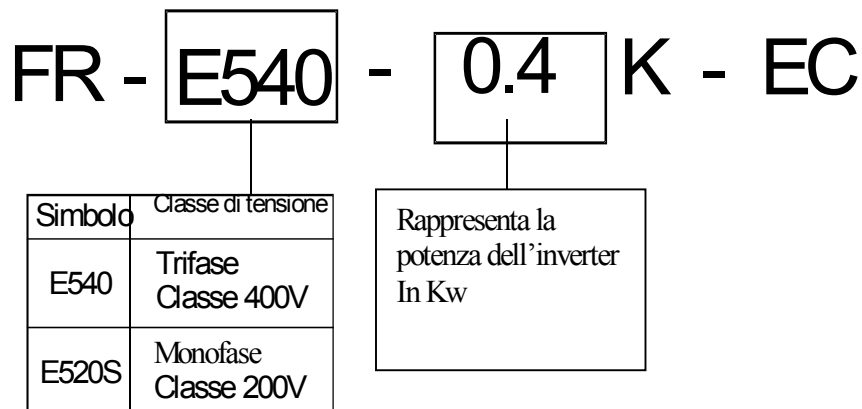 FR - E540 - 0.4 K - EC
Simbolo Classe di tensione
E540 Trifase
Classe 400V
E520S Monofase
Classe 200V
Rappresenta la
potenza dell'inverter
In Kw